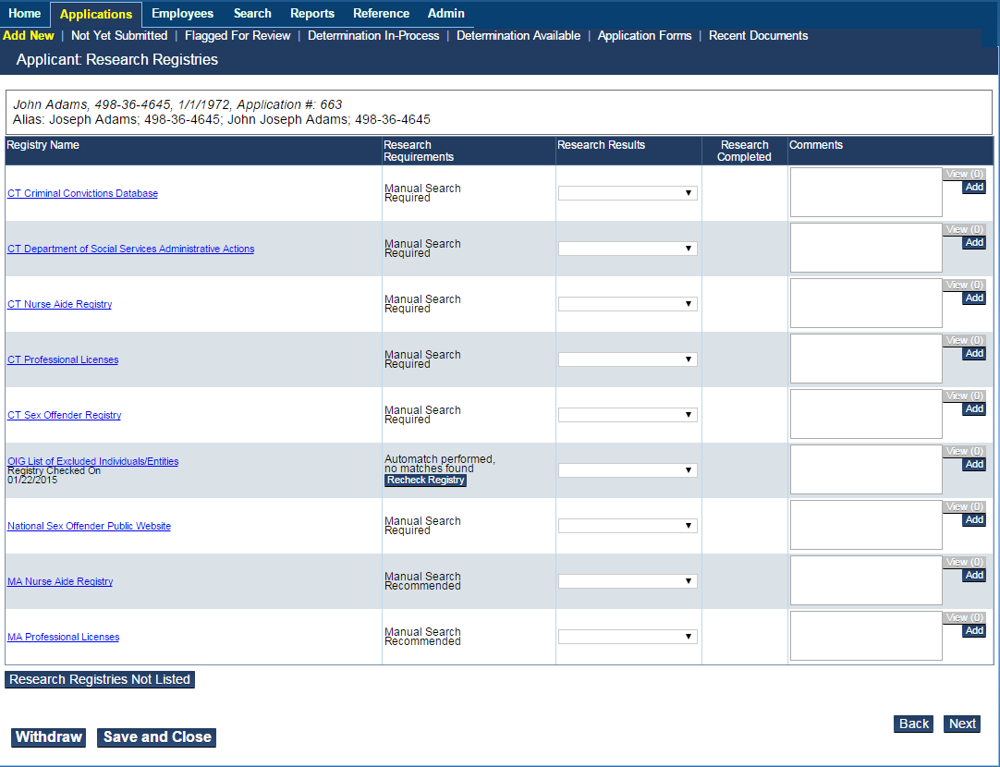 Home Applications Employees Search Reports Reference Admin
Add New | Not Yet Submitted | Flagged For Review | Determination In-Process | Determination Available | Application Forms | Recent Documents
Applicant: Research Registries
John Adams, 498-36-4645, 1/1/1972, Application #: 663
Alias: Joseph Adams; 498-36-4645; John Joseph Adams; 498-36-4645
Registry Name Research Requirements Research Results Research Completed Comments
CT Criminal Convictions Database Manual Search Required View (0) Add
CT Department of Social Services Administrative Actions Manual Search Required View (0) Add
CT Nurse Aide Registry Manual Search Required View (0) Add
CT Professional Licenses Manual Search Required View (0) Add
CT Sex Offender Registry Manual Search Required View (0) Add
OIG List of Excluded Individuals/Entities
Registry Checked On
01/22/2015
Automatch performed,
no matches found
Recheck Registry
View (0)
Add
National Sex Offender Public Website Manual Search Required View (0) Add
MA Nurse Aide Registry Manual Search Recommended View (0) Add
MA Professional Licenses Manual Search Recommended View (0) Add
Research Registries Not Listed
Back Next
Withdraw Save and Close